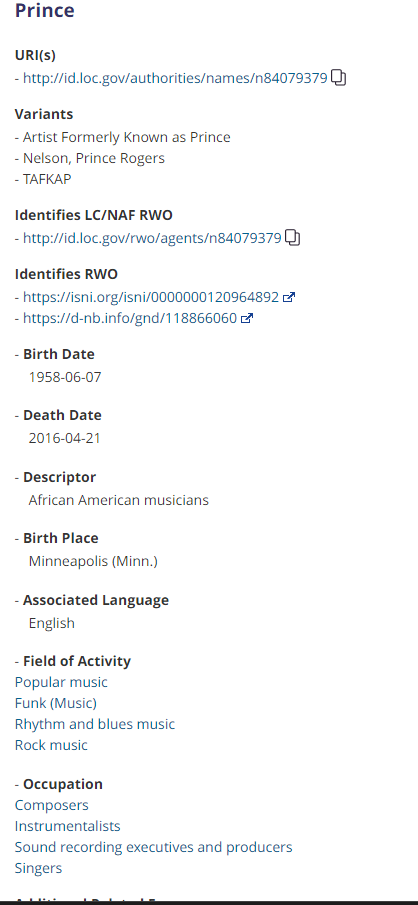 Prince
URI(s)
- http://id.loc.gov/authorities/names/n84079379
Variants
- Artist Formerly Known as Prince
- Nelson, Prince Rogers
- TAFKAP
Identifies LC/NAF RWO
- http://id.loc.gov/rwo/agents/n84079379
Identifies RWO
- https://isni.org/isni/0000000120964892
- https://d-nb.info/gnd/118866060
- Birth Date
1958-06-07
- Death Date
2016-04-21
- Descriptor
African American musicians
- Birth Place
Minneapolis (Minn.)
- Associated Language
English
- Field of Activity
Popular music
Funk (Music)
Rhythm and blues music
Rock music
- Occupation
Composers
Instrumentalists
Sound recording executives and producers
Singers